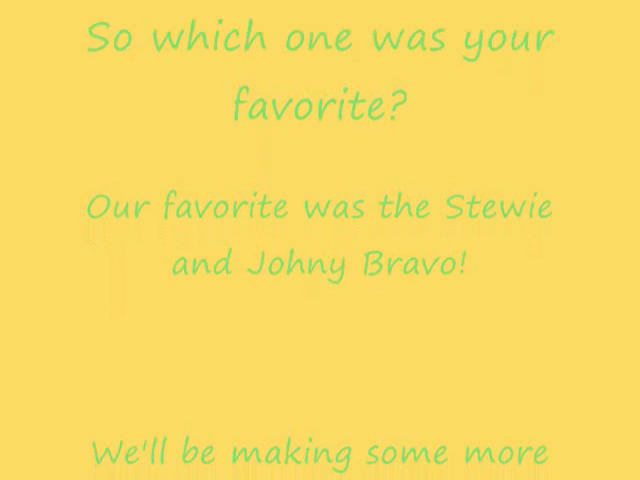 So which one was your
favorite?
Our favorite was the Stewie
and Johny Bravo!
We'll be making some more